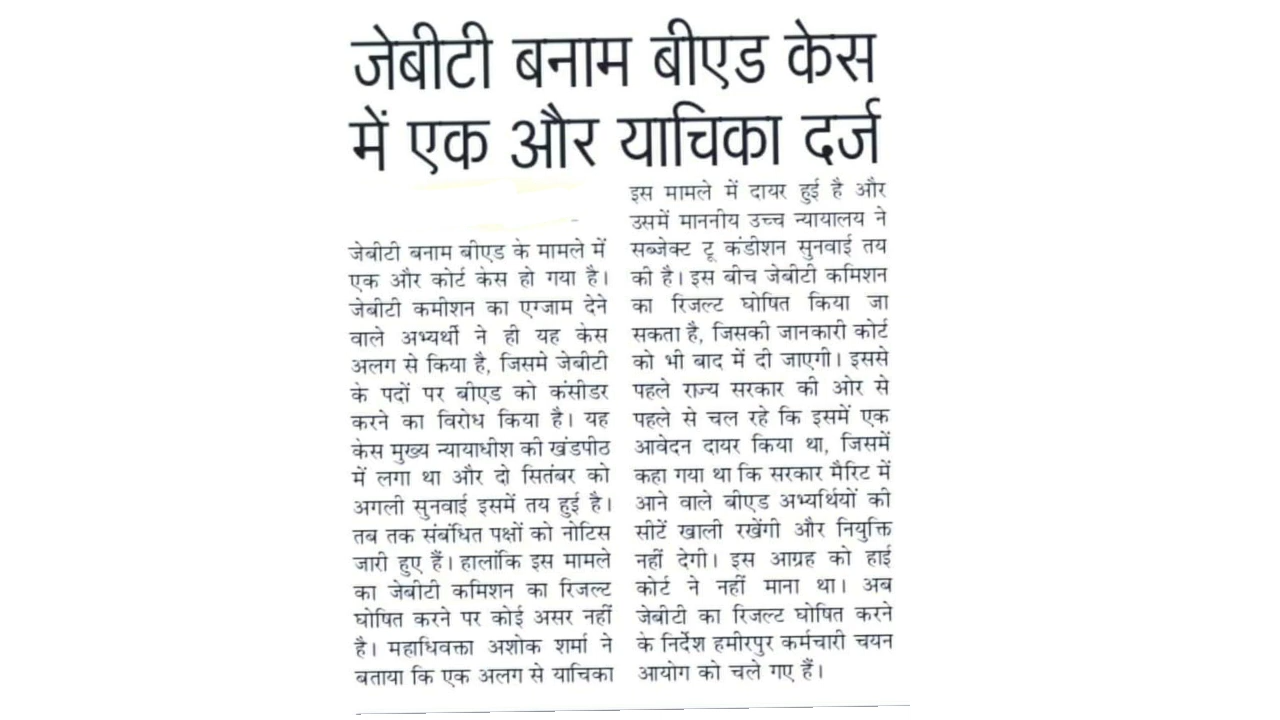 जेबीटी बनाम बीएड केस
में एक और याचिका दर्ज
जेबीटी बनाम बीएड के मामले में
एक और कोर्ट केस हो गया है।
जेबीटी कमीशन का एग्जाम देने
वाले अभ्यर्थी ने ही यह केस
अलग से किया है, जिसमे जेबीटी
के पदों पर बीएड को कंसीडर
करने का विरोध किया है। यह
केस मुख्य न्यायाधीश की खंडपीठ
में लगा था और दो सितंबर को
अगली सुनवाई इसमें तय हुई है।
तब तक संबंधित पक्षों को नोटिस
जारी हुए हैं। हालांकि इस मामले
का जेबीटी कमिशन का रिजल्ट
घोषित करने पर कोई असर नहीं
है। महाधिवक्ता अशोक शर्मा ने
बताया कि एक अलग से याचिका
इस मामले में दायर हुई है और
उसमें माननीय उच्च न्यायालय ने
सब्जेक्ट टू कंडीशन सुनवाई तय
की है। इस बीच जेबीटी कमिशन
का रिजल्ट घोषित किया जा
सकता है, जिसकी जानकारी कोर्ट
को भी बाद में दी जाएगी। इससे
पहले राज्य सरकार की ओर से
पहले से चल रहे कि इसमें एक
आवेदन दायर किया था, जिसमें
कहा गया था कि सरकार मैरिट में
आने वाले बीएड अभ्यर्थियों की
सीटें खाली रखेंगी और नियुक्ति
नहीं देगी। इस आग्रह को हाई
कोर्ट ने नहीं माना था। अब
जेबीटी का रिजल्ट घोषित करने
के निर्देश हमीरपुर कर्मचारी चयन
आयोग को चले गए हैं।